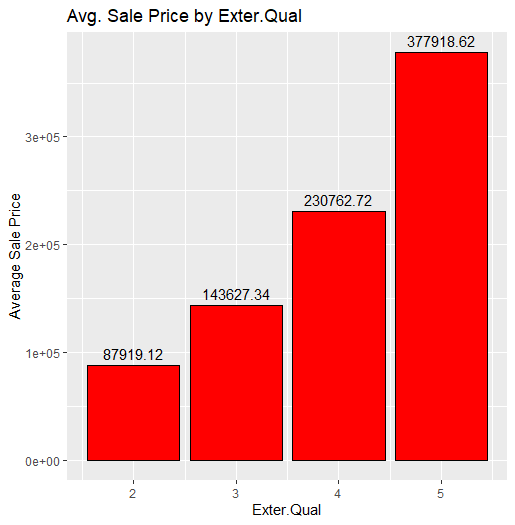 Avg. Sale Price by Exter.Qual
377918.62
3e+05
230762.72
2e+05
143627.34
87919.12
1e+05
0e+00
Average Sale Price
2 3 4 5
Exter.Qual